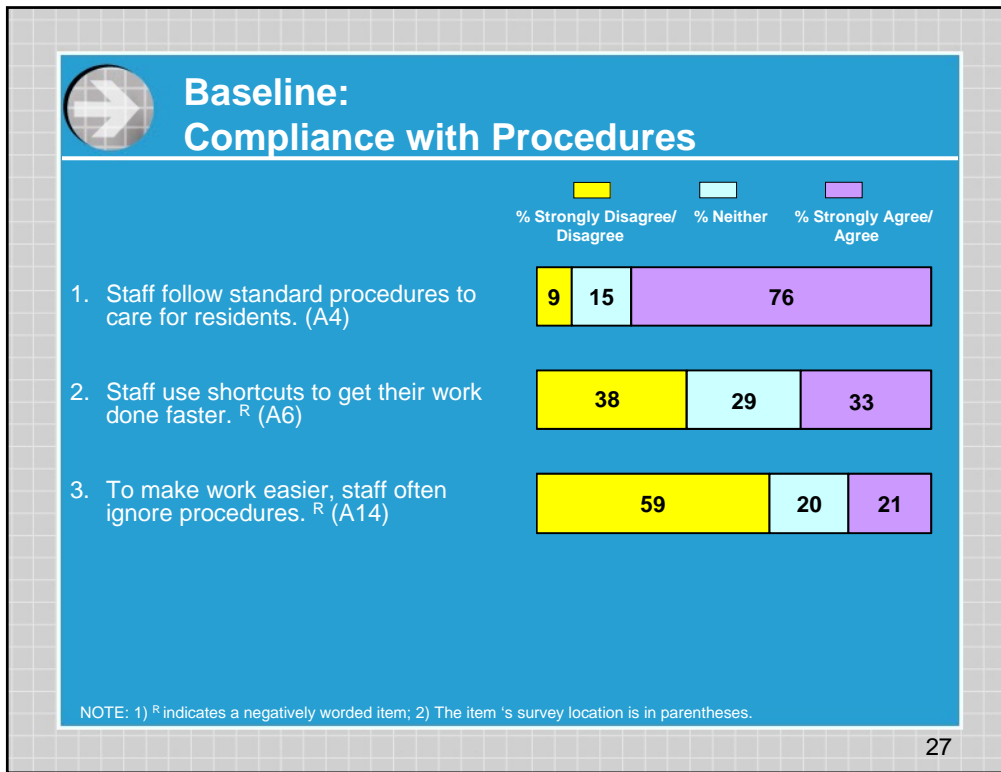 Baseline:
Compliance with Procedures
% Strongly Disagree/ % Neither % Strongly Agree/
Disagree Agree
1. Staff follow standard procedures to
care for residents. (A4)
9 15 76
2. Staff use shortcuts to get their work
done faster. R (A6)
38 29 33
3. To make work easier, staff often
ignore procedures. R (A14)
59 20 21
NOTE: 1) R indicates a negatively worded item; 2) The item ‘s survey location is in parentheses.
27